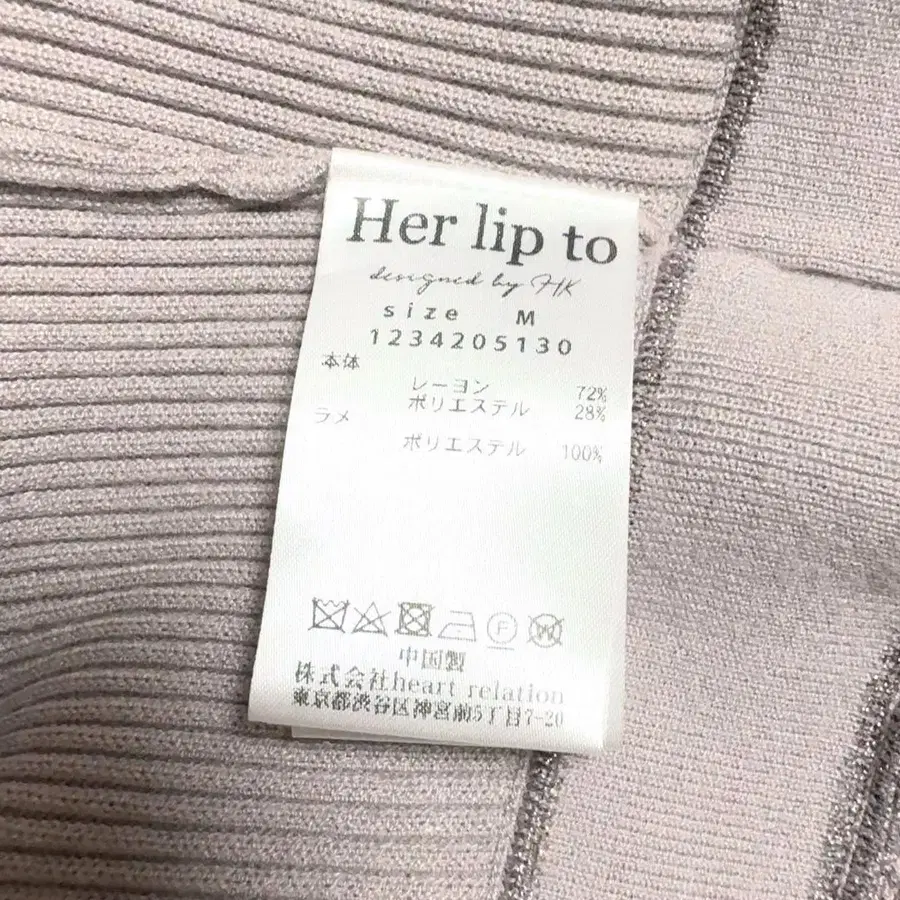 Her lip to
designed by HK
size M
1234205130
本体
レーヨン 72%
ポリエステル 28%
ラメ
ポリエステル 100%
F W
中国製
株式会社heart relation
東京都渋谷区神宮前5丁目7-20